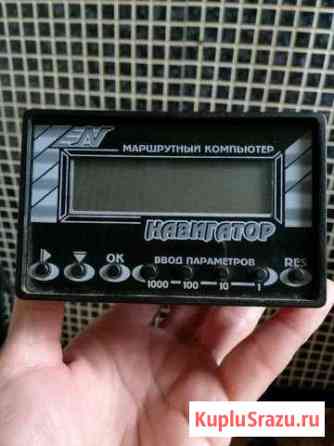 МАРШРУТНЫЙ КОМПЬЮТЕР
НАВИГАТОР
OK ВВОД ПАРАМЕТРОВ RES
1000 100 10 1
KupluSrazu.ru